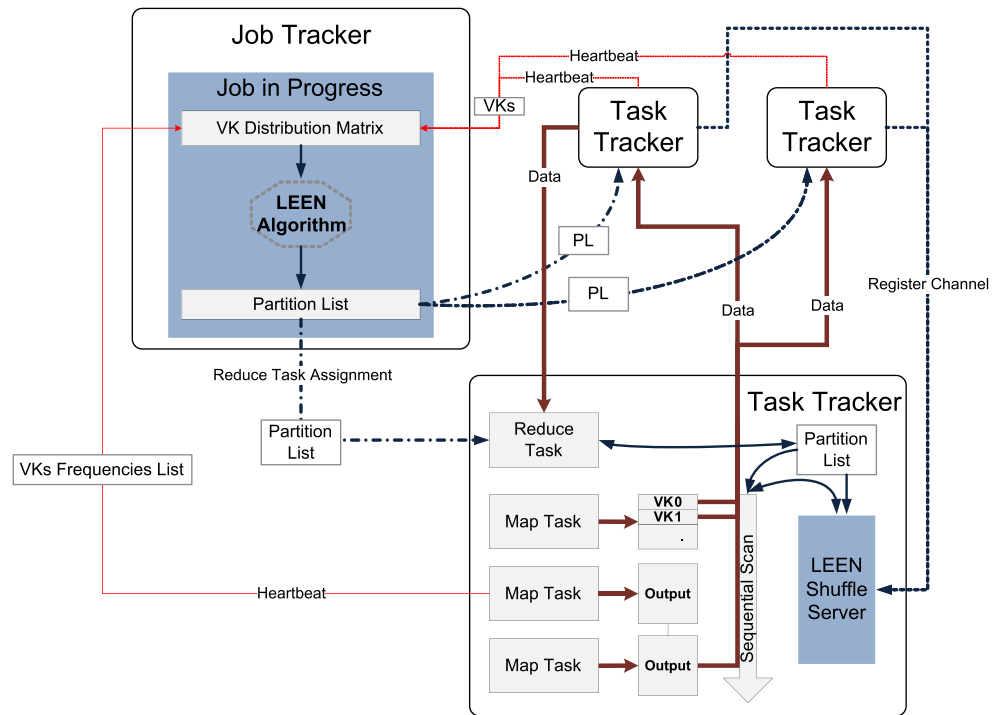 Job Tracker
Job in Progress
VK Distribution Matrix
LEEN
Algorithm
Partition List
Heartbeat
Heartbeat
VKs
Task
Tracker
Task
Tracker
Data
PL
PL
Data
Data
Register Channel
Reduce Task Assignment
Partition
List
VKs Frequencies List
Heartbeat
Task Tracker
Reduce
Task
Partition
List
Map Task
VK0
VK1
.
Map Task
Output
Map Task
Output
Sequential Scan
LEEN
Shuffle
Server